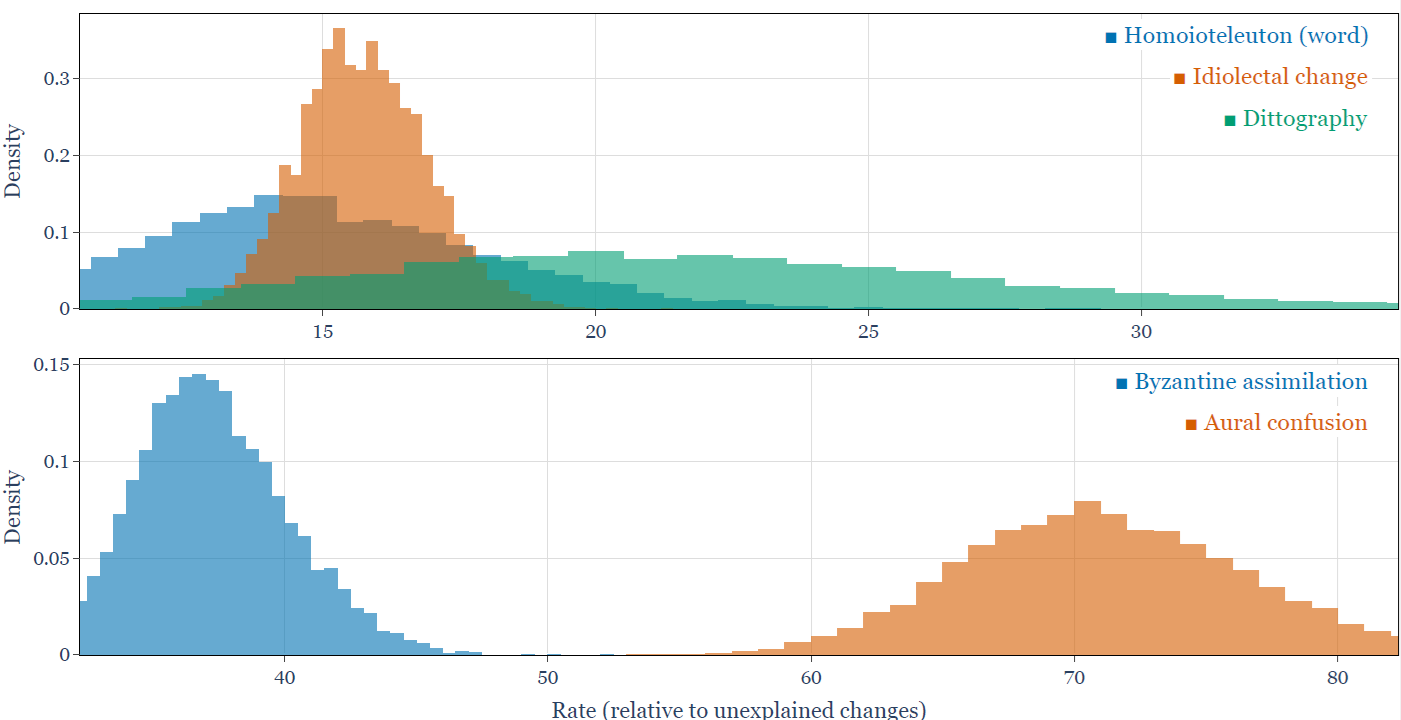 ■ Homoioteleuton (word)
■ Idiolectal change
■ Dittography
Density
0.3
0.2
0.1
0
15 20 25 30
■ Byzantine assimilation
■ Aural confusion
Density
0.15
0.1
0.05
0
40 50 60 70 80
Rate (relative to unexplained changes)